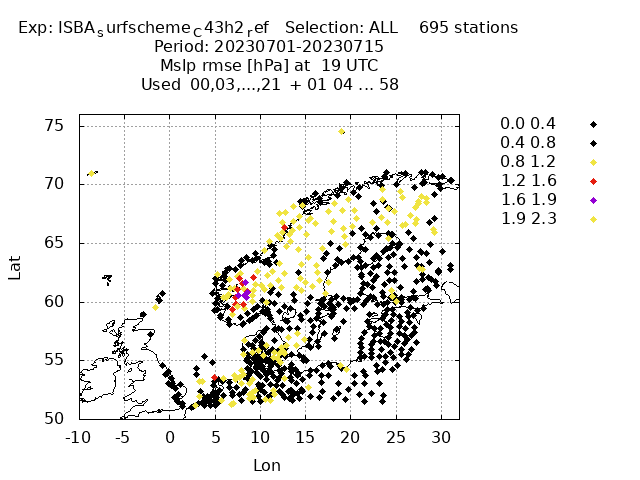 Exp: ISBAsurfschemeC43h2ref   Selection: ALL    695 stations
Period: 20230701-20230715
Mslp rmse [hPa] at  19 UTC
Used  00,03,...,21  + 01 04 ... 58
0.0 0.4
0.4 0.8
0.8 1.2
1.2 1.6
1.6 1.9
1.9 2.3
75
70
65
60
55
50
Lat
-10 -5 0 5 10 15 20 25 30
Lon